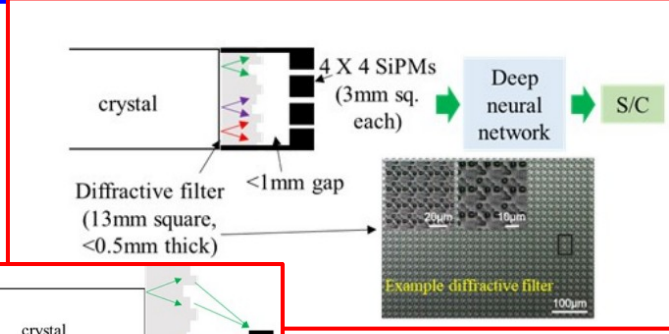 crystal
4 X 4 SiPMs
(3mm sq.
each)
Deep
neural
network
S/C
Diffractive filter
(13mm square,
<0.5mm thick)
<1mm gap
20μm
10μm
Example diffractive filter
100μm
crystal